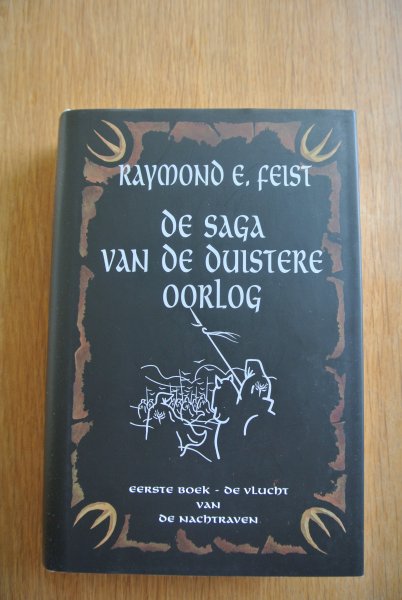 RAYMOND E. FEIST
DE SAGA
VAN DE DUISTERE
OORLOG
EERSTE BOEK - DE VLUCHT
VAN
DE NACHTRAVEN